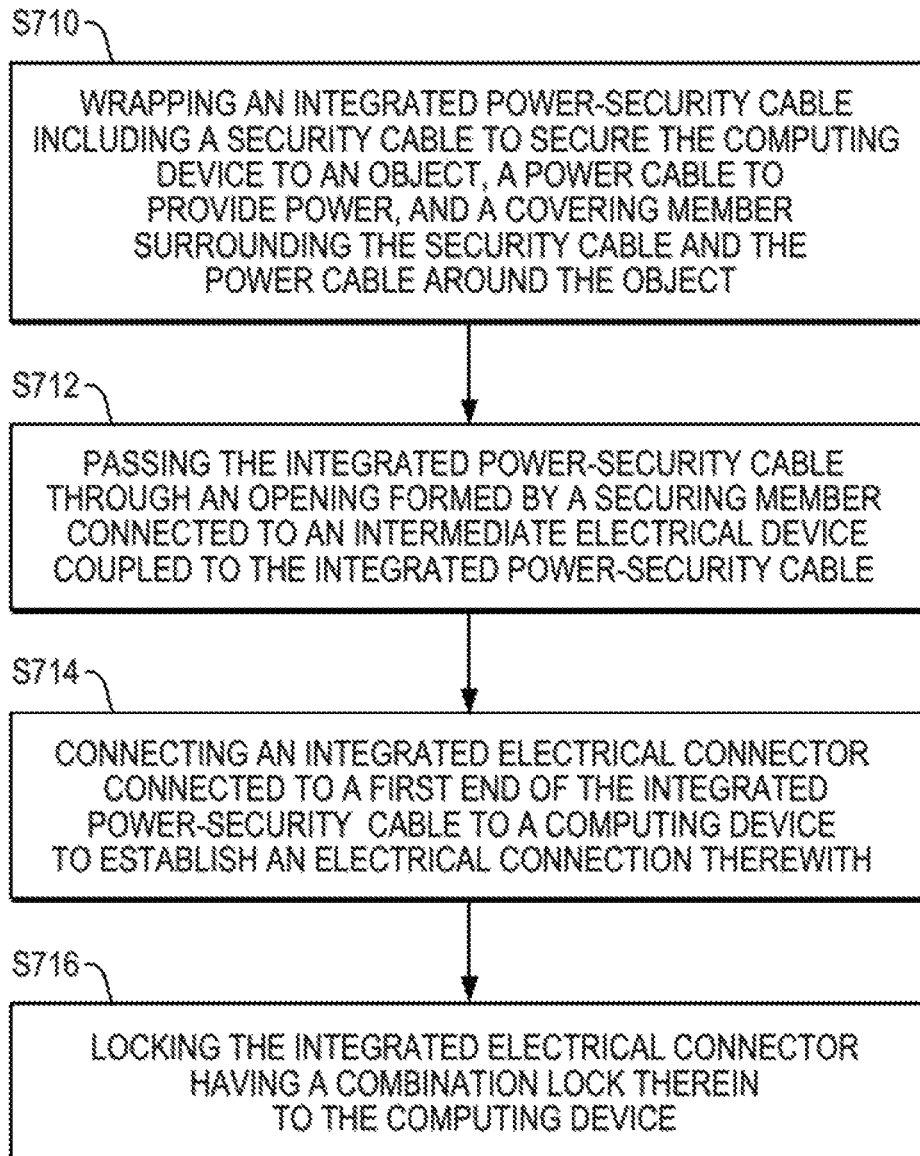 S710
WRAPPING AN INTEGRATED POWER-SECURITY CABLE
INCLUDING A SECURITY CABLE TO SECURE THE COMPUTING
DEVICE TO AN OBJECT, A POWER CABLE TO
PROVIDE POWER, AND A COVERING MEMBER
SURROUNDING THE SECURITY CABLE AND THE
POWER CABLE AROUND THE OBJECT
S712
PASSING THE INTEGRATED POWER-SECURITY CABLE
THROUGH AN OPENING FORMED BY A SECURING MEMBER
CONNECTED TO AN INTERMEDIATE ELECTRICAL DEVICE
COUPLED TO THE INTEGRATED POWER-SECURITY CABLE
S714
CONNECTING AN INTEGRATED ELECTRICAL CONNECTOR
CONNECTED TO A FIRST END OF THE INTEGRATED
POWER-SECURITY CABLE TO A COMPUTING DEVICE
TO ESTABLISH AN ELECTRICAL CONNECTION THEREWITH
S716
LOCKING THE INTEGRATED ELECTRICAL CONNECTOR
HAVING A COMBINATION LOCK THEREIN
TO THE COMPUTING DEVICE